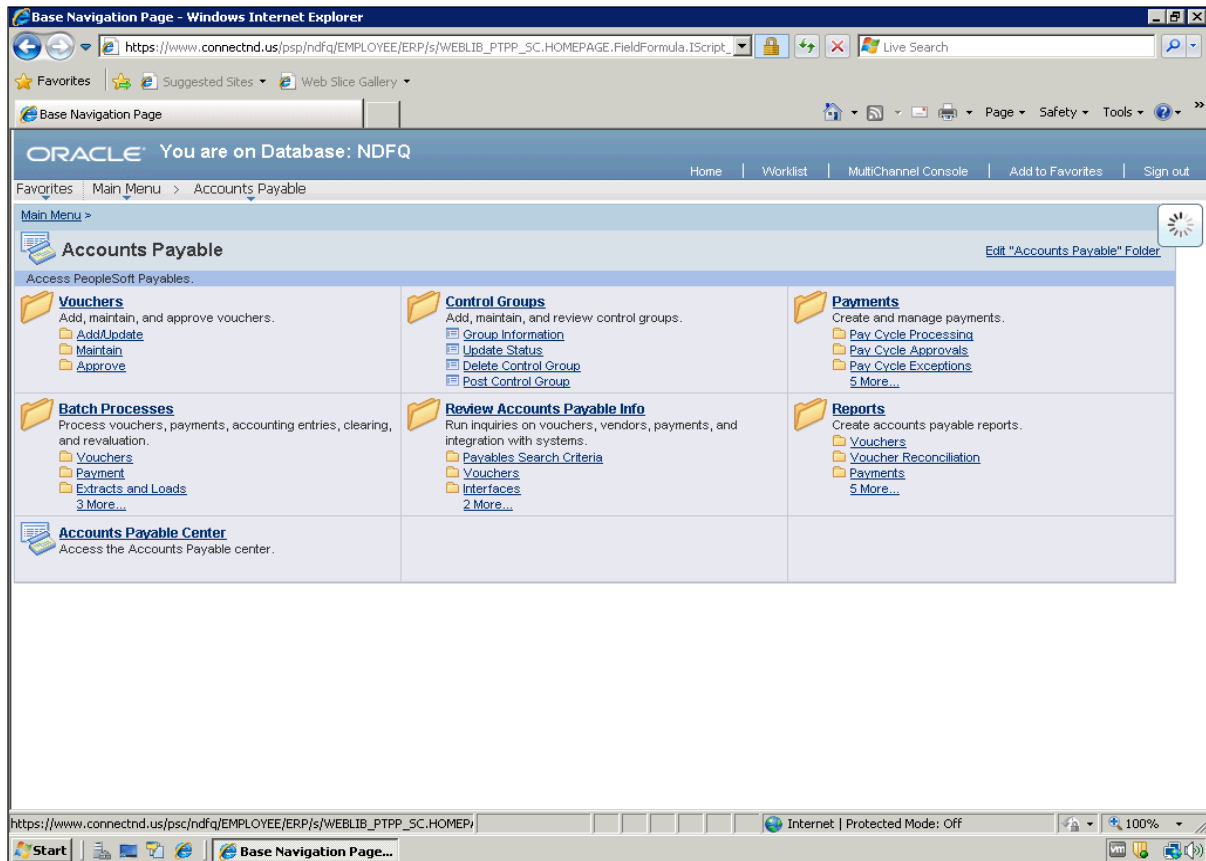 Base Navigation Page - Windows Internet Explorer
https://www.connectnd.us/psp/ndfq/EMPLOYEE/ERP/s/WEBLIB_PTPP_SC.HOMEPAGE.FieldFormula.IScript_
Live Search
Favorites
Suggested Sites
Web Slice Gallery
Base Navigation Page
Page
Safety
Tools
»
ORACLE You are on Database: NDFQ
Home | Worklist | MultiChannel Console | Add to Favorites | Sign out
Favorites Main Menu > Accounts Payable
Main Menu >
Accounts Payable
Edit "Accounts Payable" Folder
Access PeopleSoft Payables.
Vouchers
Add, maintain, and approve vouchers.
Add/Update
Maintain
Approve
Control Groups
Add, maintain, and review control groups.
Group Information
Update Status
Delete Control Group
Post Control Group
Payments
Create and manage payments.
Pay Cycle Processing
Pay Cycle Approvals
Pay Cycle Exceptions
5 More...
Batch Processes
Process vouchers, payments, accounting entries, clearing,
and revaluation.
Vouchers
Payment
Extracts and Loads
3 More...
Review Accounts Payable Info
Run inquiries on vouchers, vendors, payments, and
integration with systems.
Payables Search Criteria
Vouchers
Interfaces
2 More...
Reports
Create accounts payable reports.
Vouchers
Voucher Reconciliation
Payments
5 More...
Accounts Payable Center
Access the Accounts Payable center.
https://www.connectnd.us/psc/ndfq/EMPLOYEE/ERP/s/WEBLIB_PTPP_SC.HOMEP
Internet | Protected Mode: Off
100%
Start
Base Navigation Page...
vm